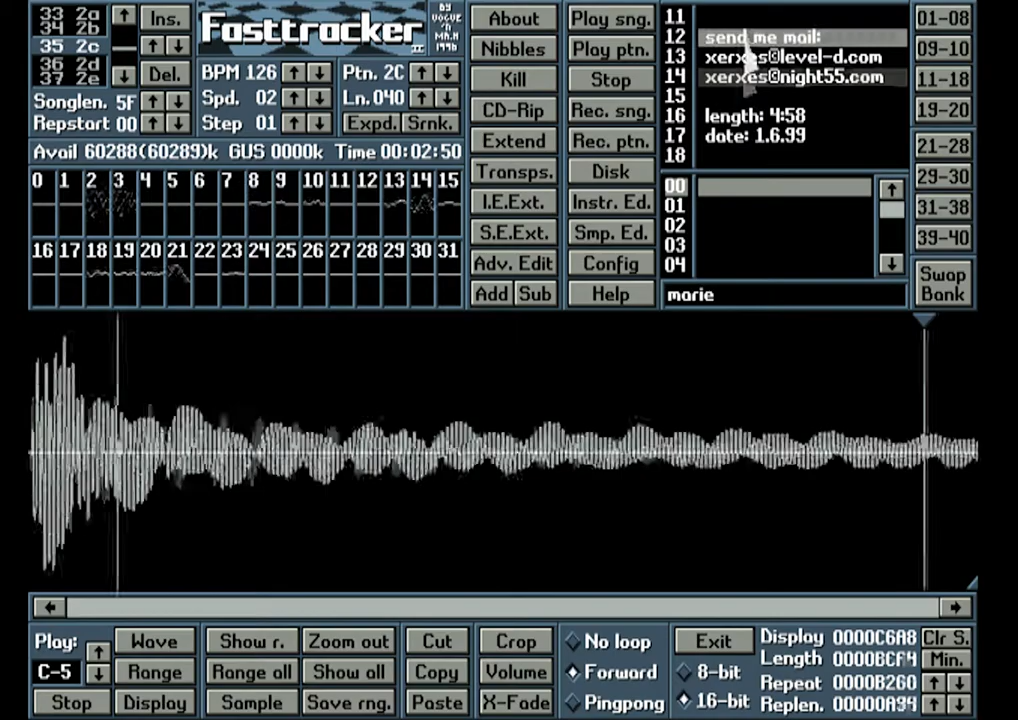 33 2a
34 2b
35 2c
36 2d
37 2e
Ins.
Del.
Songlen. 5F
Repstart 00
Fasttracker II
BY
VOGUE
MR.H
1994
BPM 126
Spd. 02
Step 01
Ptn. 2C
Ln. 040
Expd. Srnk.
Avail 60288(60289)k GUS 0000k Time 00:02:50
0 1 2 3 4 5 6 7 8 9 10 11 12 13 14 15
16 17 18 19 20 21 22 23 24 25 26 27 28 29 30 31
About
Nibbles
Kill
CD-Rip
Extend
Transps.
I.E.Ext.
S.E.Ext.
Adv. Edit
Add Sub
Play sng.
Play ptn.
Stop
Rec. sng.
Rec. ptn.
Disk
Instr. Ed.
Smp. Ed.
Config
Help
11
12 send me mail:
13 xerxes@level-d.com
14 xerxes@night55.com
15
16 length: 4:58
17 date: 1.6.99
18
00
01
02
03
04
marie
01-08
09-10
11-18
19-20
21-28
29-30
31-38
39-40
Swap
Bank
Play:
C-5
Stop
Wave
Range
Display
Show r. Zoom out
Range all Show all
Sample Save rng.
Cut
Copy
Paste
Crop
Volume
X-Fade
No loop
Forward
Pingpong
Exit
8-bit
16-bit
Display 0000C6A8
Length
Repeat 0000B260
Replen. 00000A94
Clr S.
Min.